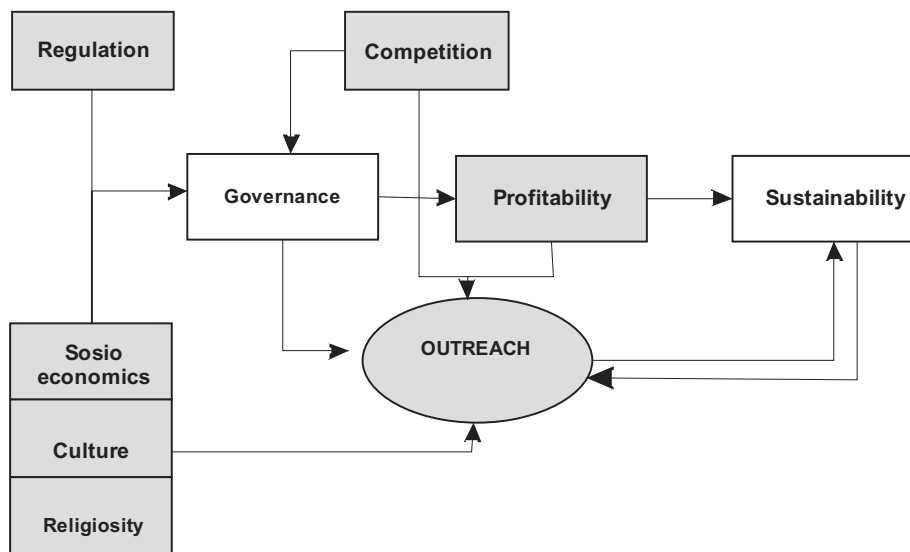 Regulation
Competition
Governance
Profitability
Sustainability
OUTREACH
Sosio
economics
Culture
Religiosity